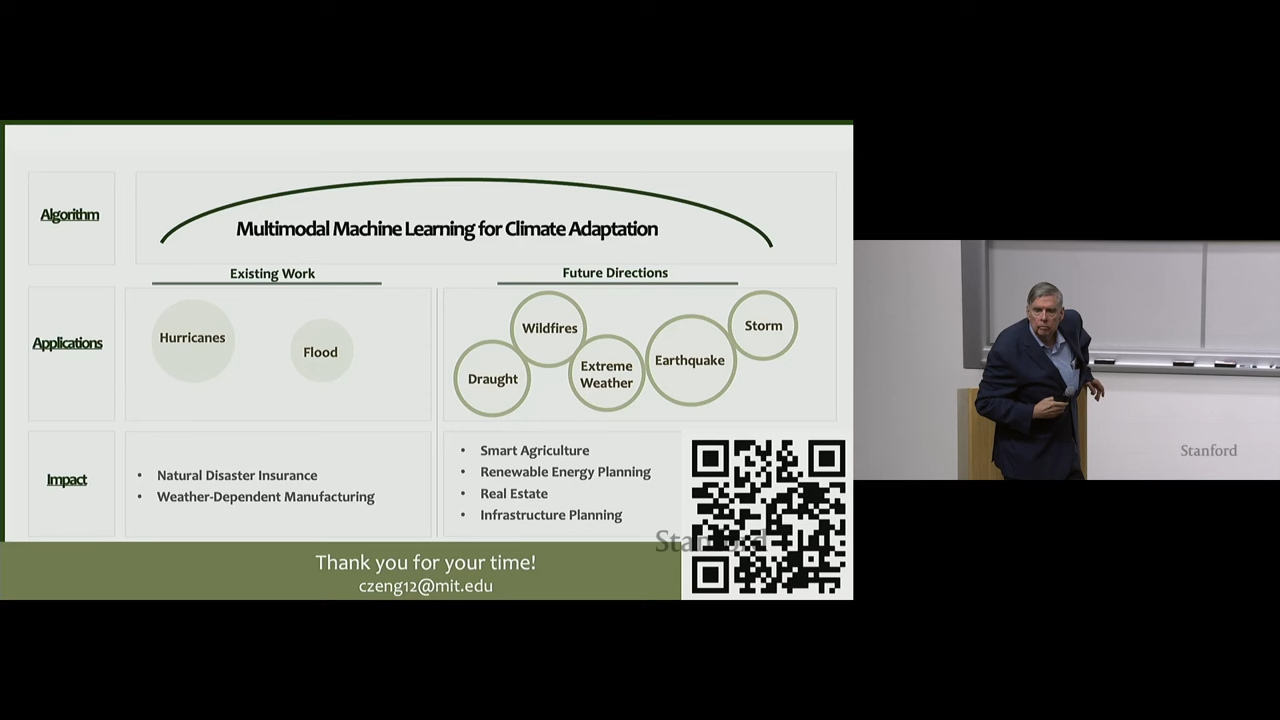 Algorithm
Multimodal Machine Learning for Climate Adaptation
Existing Work
Future Directions
Applications
Hurricanes
Flood
Draught
Wildfires
Extreme
Weather
Earthquake
Storm
Impact
• Natural Disaster Insurance
• Weather-Dependent Manufacturing
• Smart Agriculture
• Renewable Energy Planning
• Real Estate
• Infrastructure Planning
Stanford
Thank you for your time!
czeng12@mit.edu
Stanford